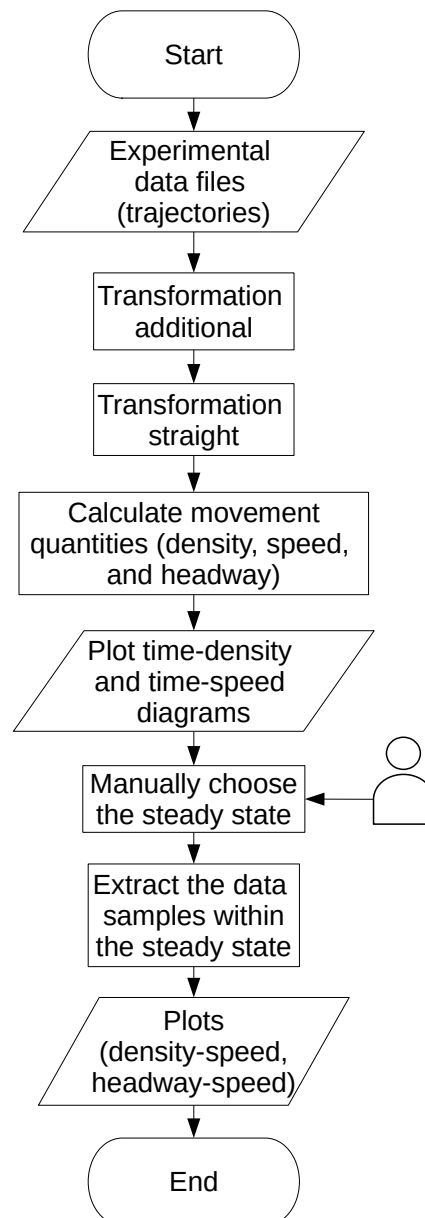 Start
Experimental
data files
(trajectories)
Transformation
additional
Transformation
straight
Calculate movement
quantities (density, speed,
and headway)
Plot time-density
and time-speed
diagrams
Manually choose
the steady state
Extract the data
samples within
the steady state
Plots
(density-speed,
headway-speed)
End